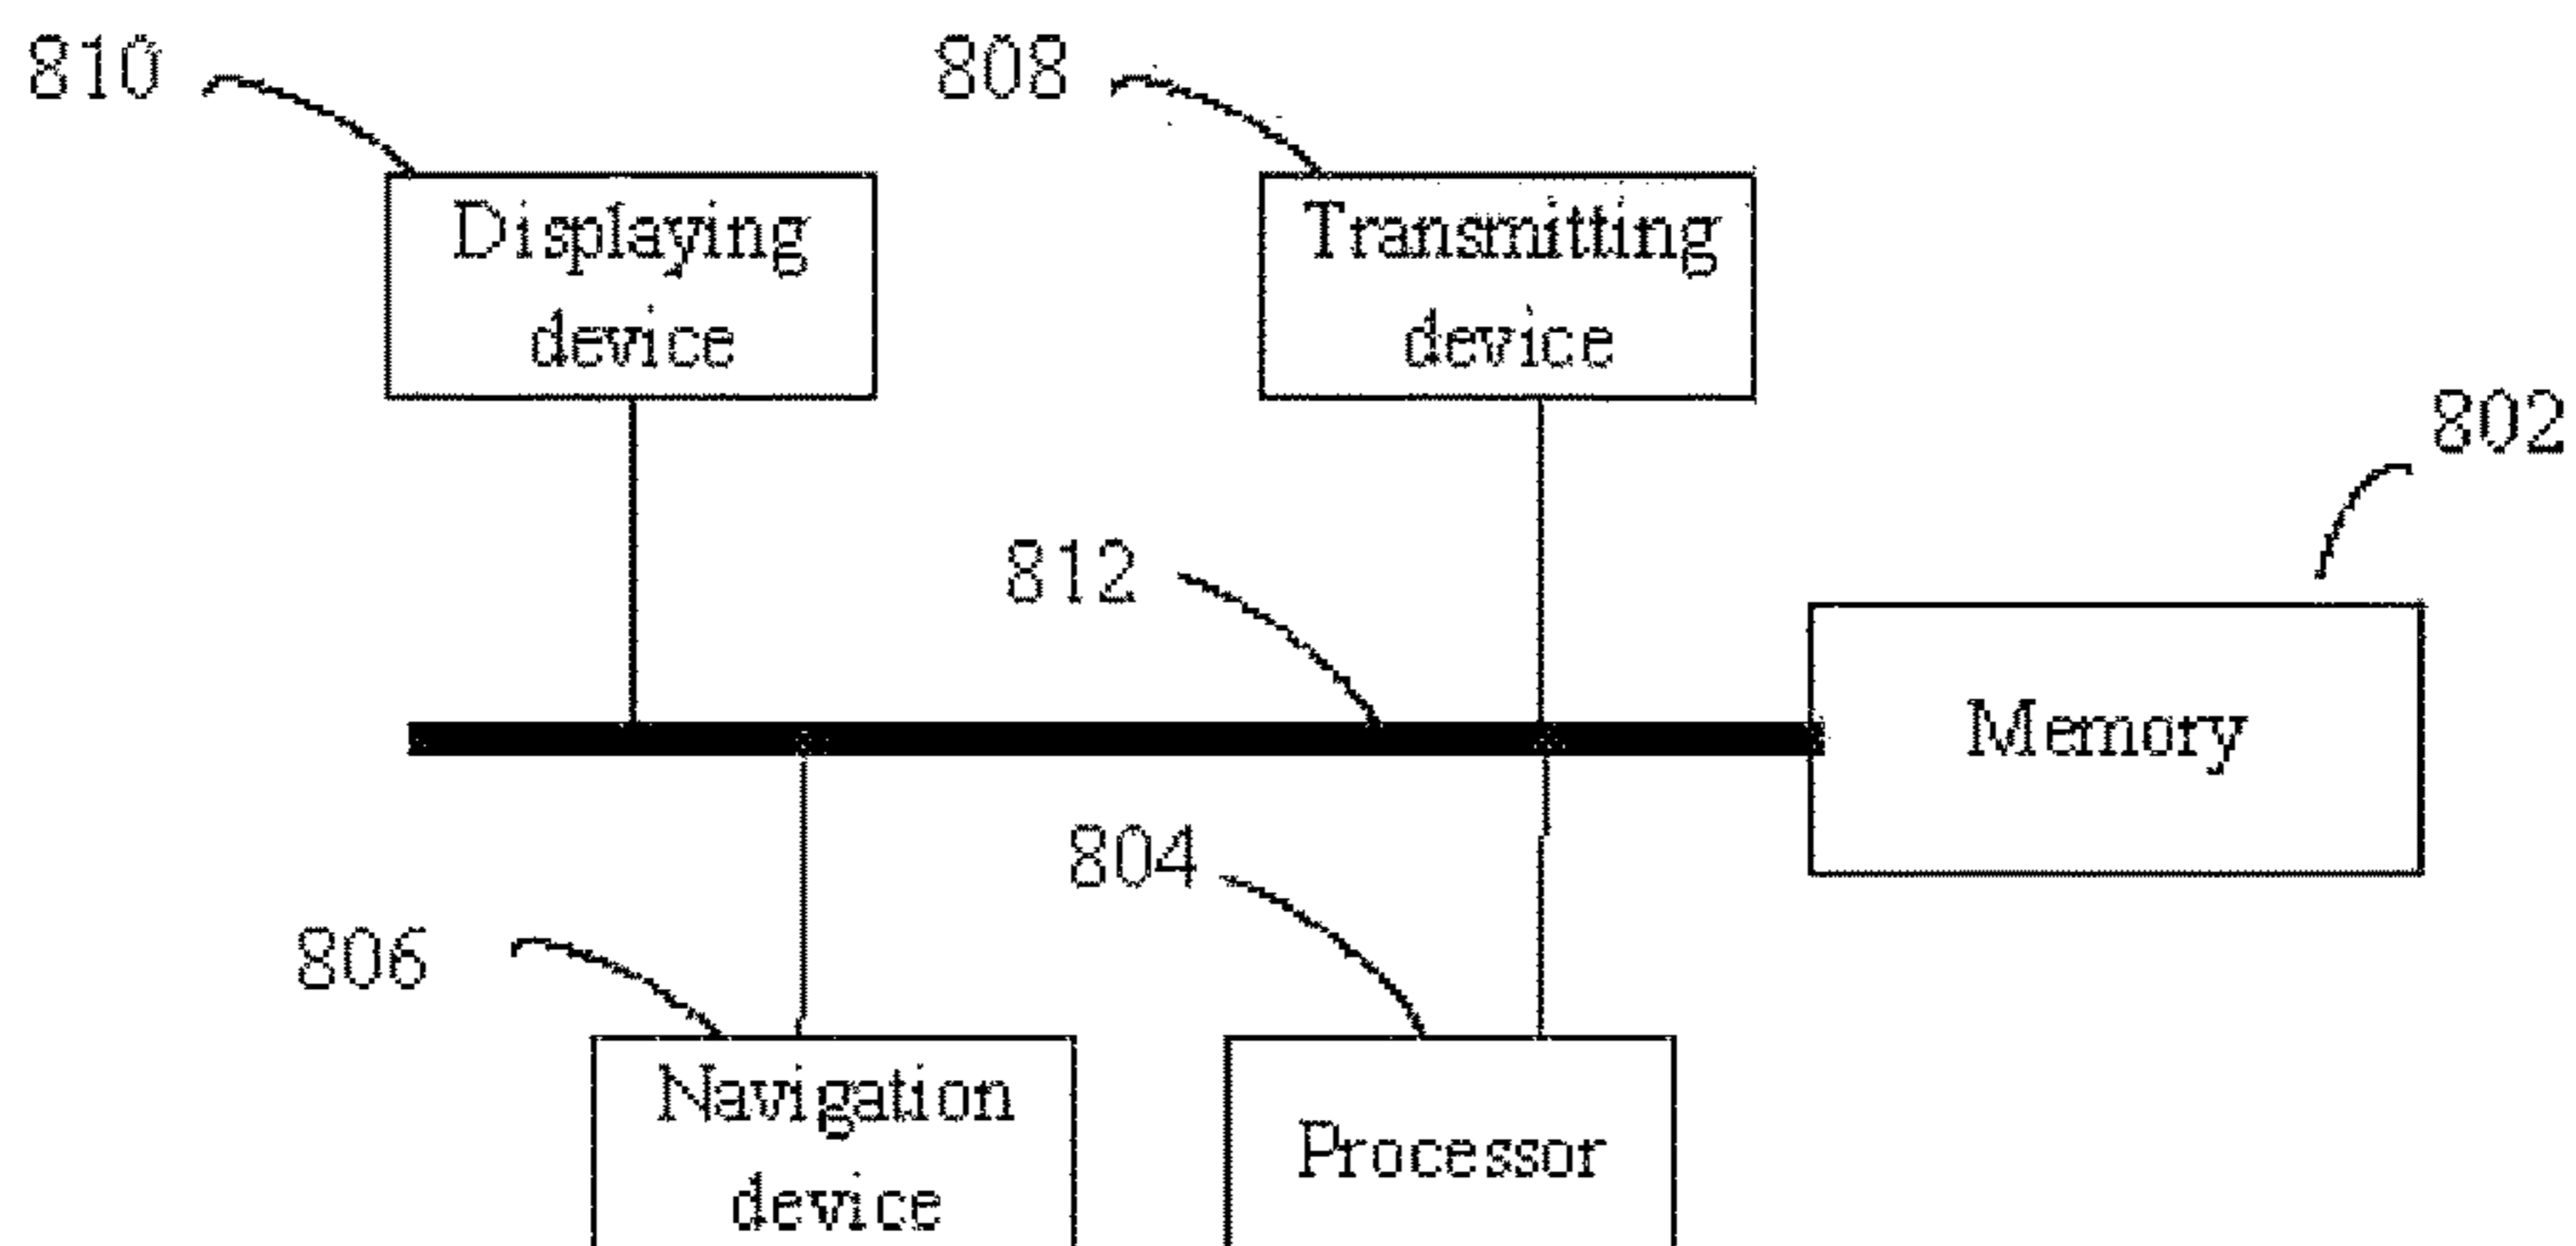 810
808
Displaying
device
Transmitting
device
802
812
Memory
804
806
Navigation
device
Processor